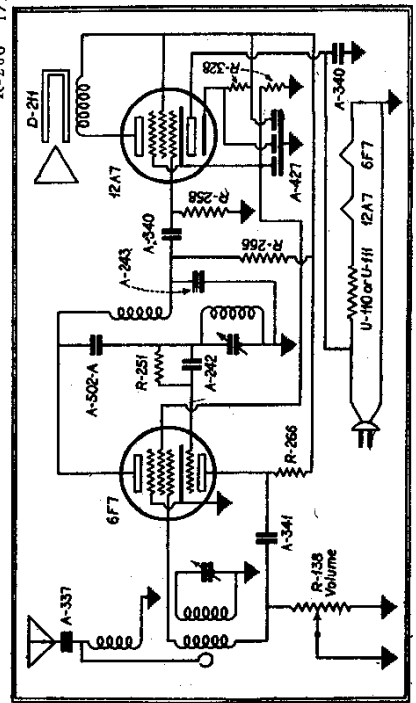 A-337
6F7
A-502-A
R-251
A-242
A-243
A-340
R-258
12A7
D-211
R-328
A-427
A-340
R-266
A-341
R-138
Volume
U-110 or U-111
12A7
6F7